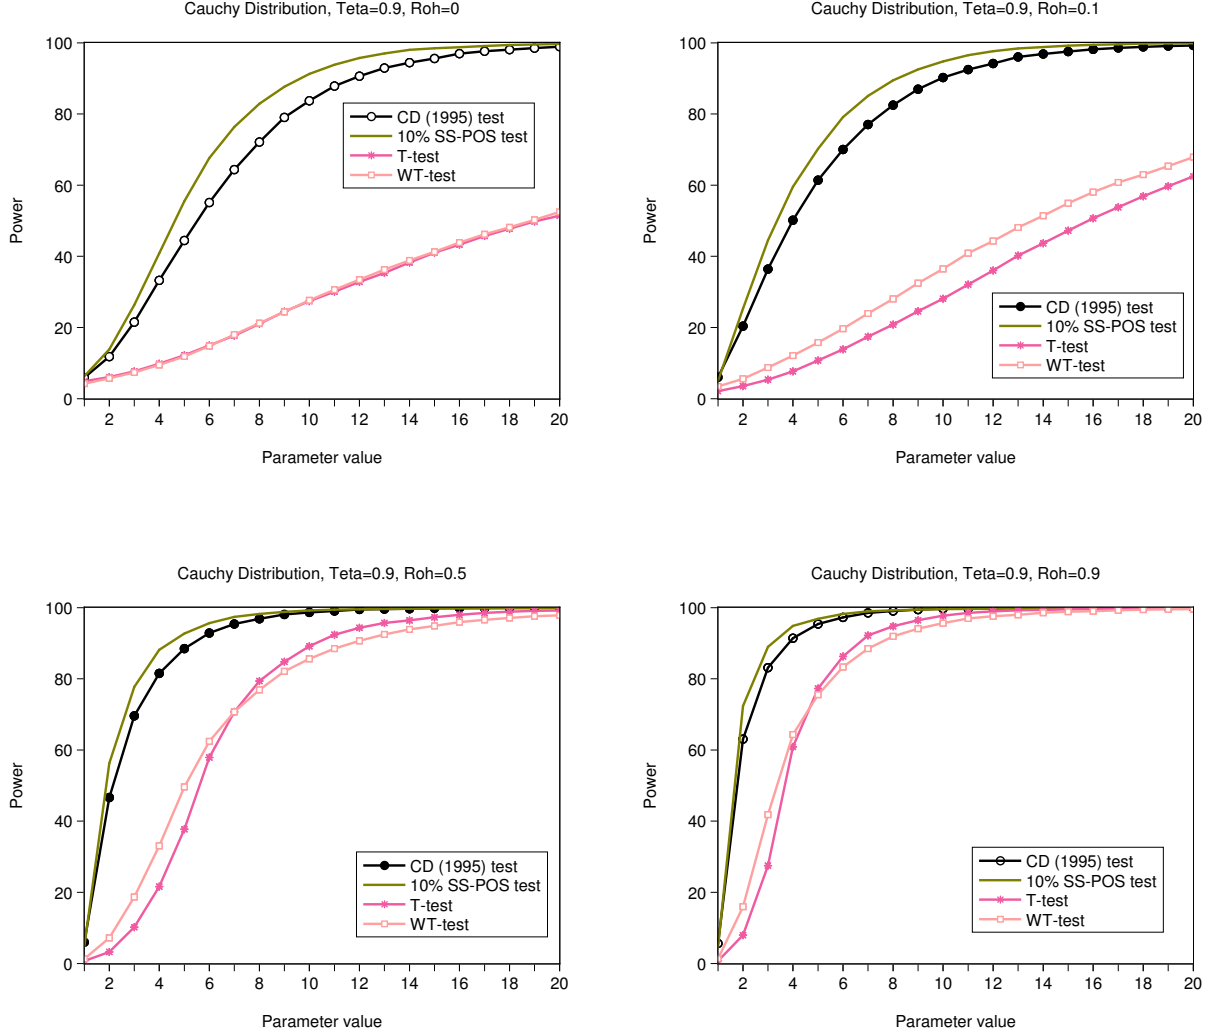 Cauchy Distribution, Teta=0.9, Roh=0
100
80
60
40
20
0
Power
CD (1995) test
10% SS-POS test
T-test
WT-test
2 4 6 8 10 12 14 16 18 20
Parameter value
Cauchy Distribution, Teta=0.9, Roh=0.1
100
80
60
40
20
0
Power
CD (1995) test
10% SS-POS test
T-test
WT-test
2 4 6 8 10 12 14 16 18 20
Parameter value
Cauchy Distribution, Teta=0.9, Roh=0.5
100
80
60
40
20
0
Power
CD (1995) test
10% SS-POS test
T-test
WT-test
2 4 6 8 10 12 14 16 18 20
Parameter value
Cauchy Distribution, Teta=0.9, Roh=0.9
100
80
60
40
20
0
Power
CD (1995) test
10% SS-POS test
T-test
WT-test
2 4 6 8 10 12 14 16 18 20
Parameter value